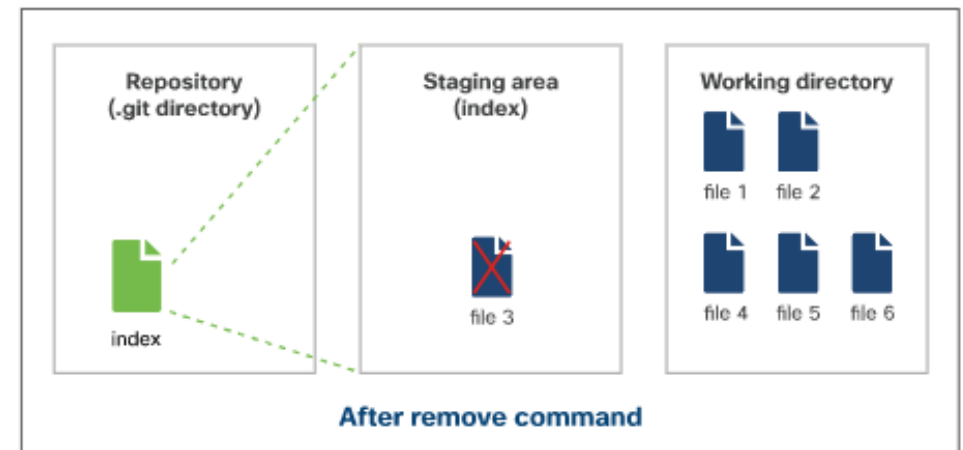 Repository
(.git directory)
index
Staging area
(index)
file 3
Working directory
file 1 file 2
file 4 file 5 file 6
After remove command